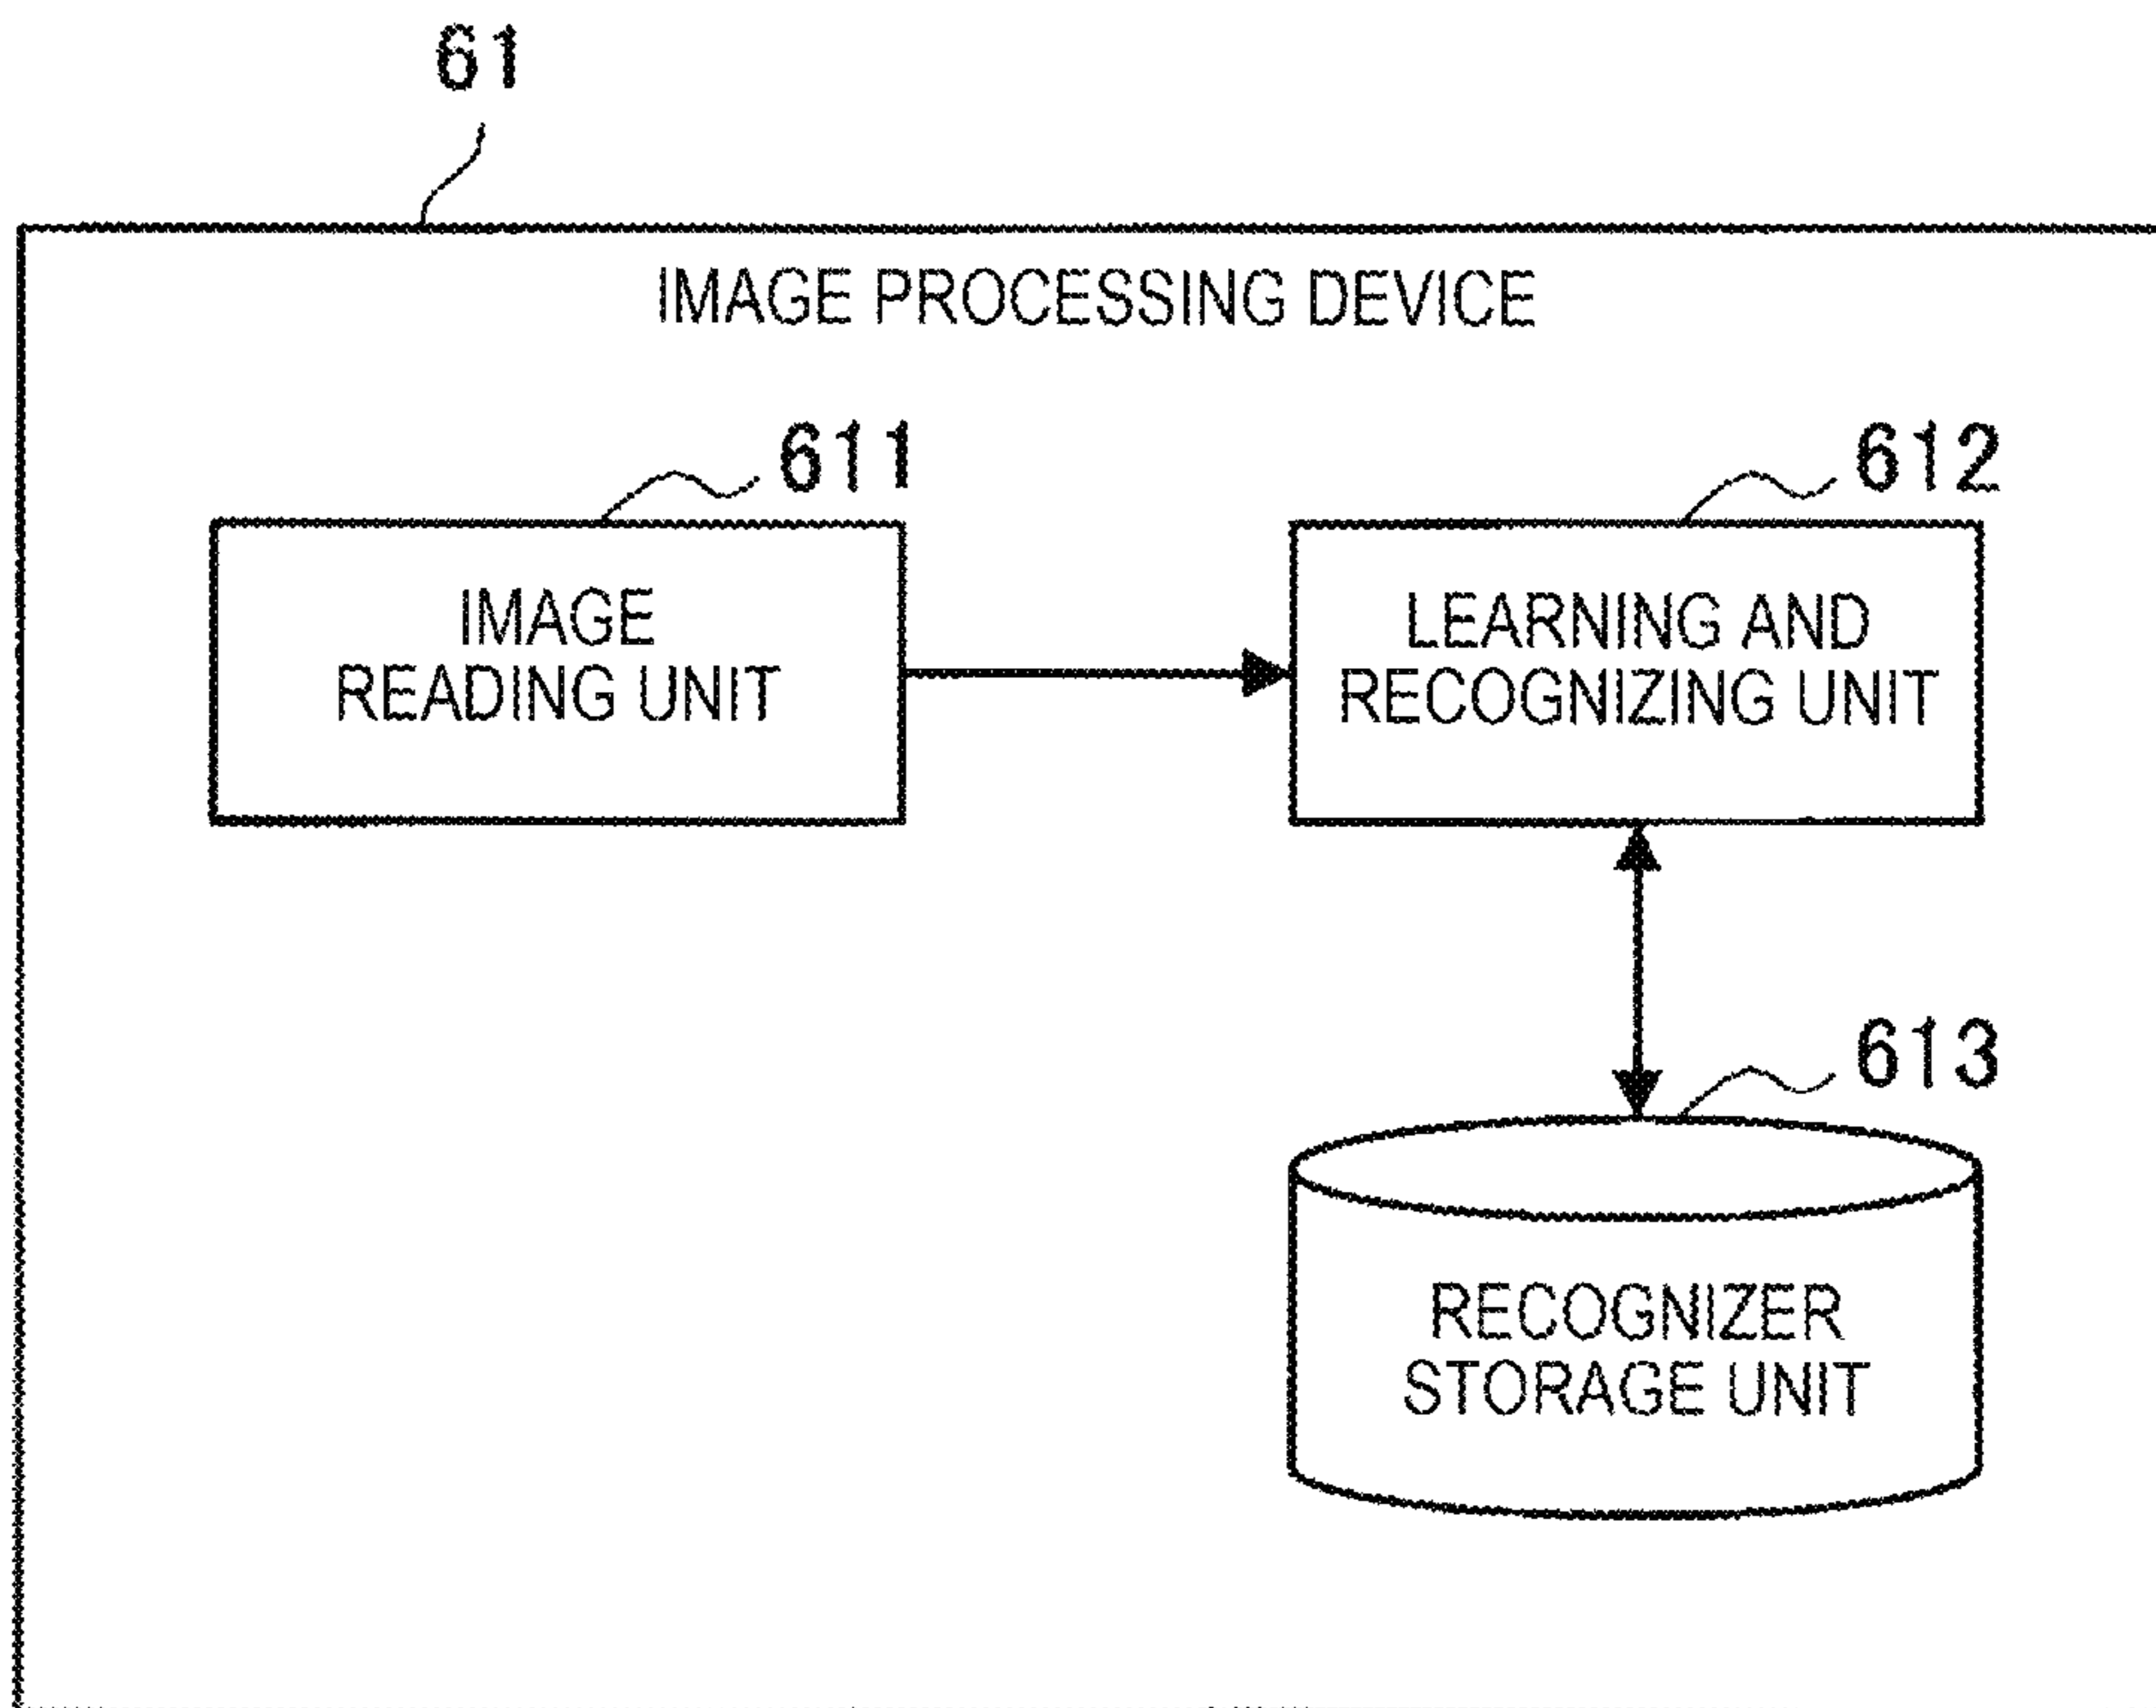 61
IMAGE PROCESSING DEVICE
611
612
IMAGE
READING UNIT
LEARNING AND
RECOGNIZING UNIT
613
RECOGNIZER
STORAGE UNIT